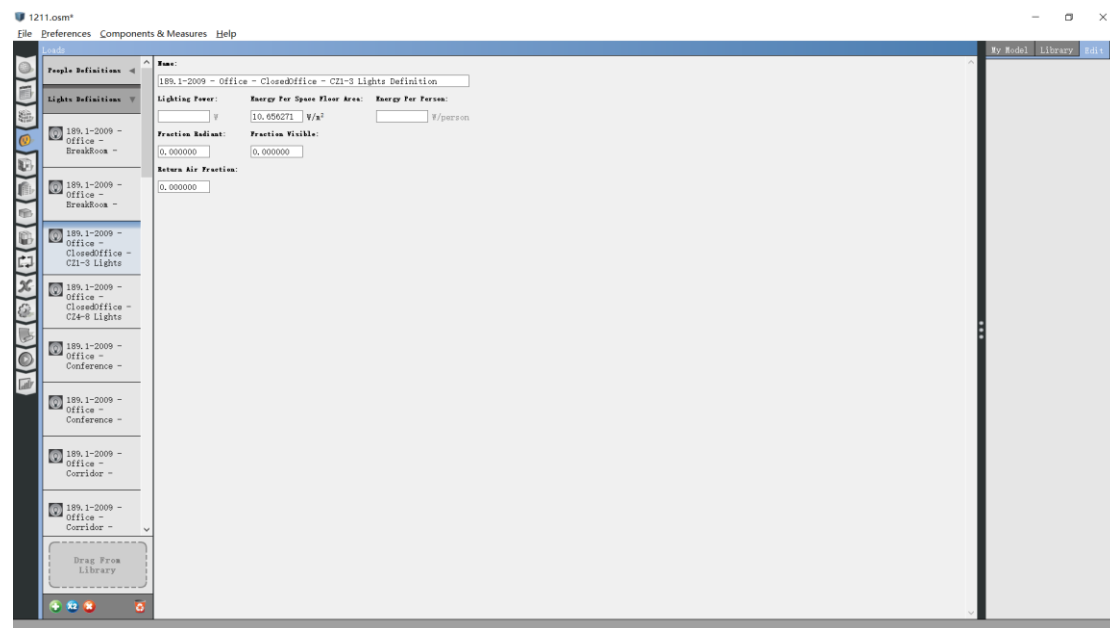 1211.osm*
File Preferences Components & Measures Help
Loads
My Model Library Edit
People Definitions
Lights Definitions
189.1-2009 -
Office -
BreakRoom -
189.1-2009 -
Office -
BreakRoom -
189.1-2009 -
Office -
ClosedOffice -
CZ1-3 Lights
189.1-2009 -
Office -
ClosedOffice -
CZ4-8 Lights
189.1-2009 -
Office -
Conference -
189.1-2009 -
Office -
Conference -
189.1-2009 -
Office -
Corridor -
189.1-2009 -
Office -
Corridor -
Drag From
Library
x2
Name:
189.1-2009 - Office - ClosedOffice - CZ1-3 Lights Definition
Lighting Power: Energy Per Space Floor Area: Energy Per Person:
W 10.656271 W/m² W/person
Fraction Radiant: Fraction Visible:
0.000000 0.000000
Return Air Fraction:
0.000000